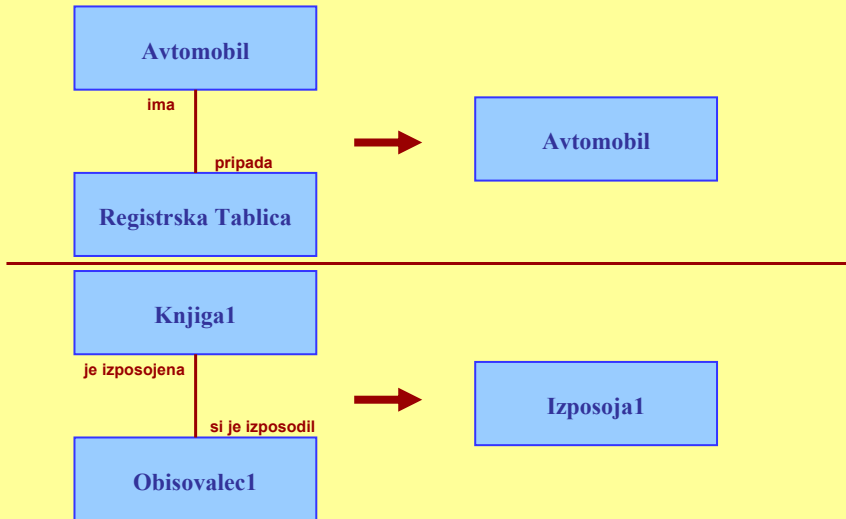 Avtomobil
ima
pripada
Registrska Tablica
Avtomobil
Knjiga1
je izposojena
si je izposodil
Obisovalec1
Izposoja1